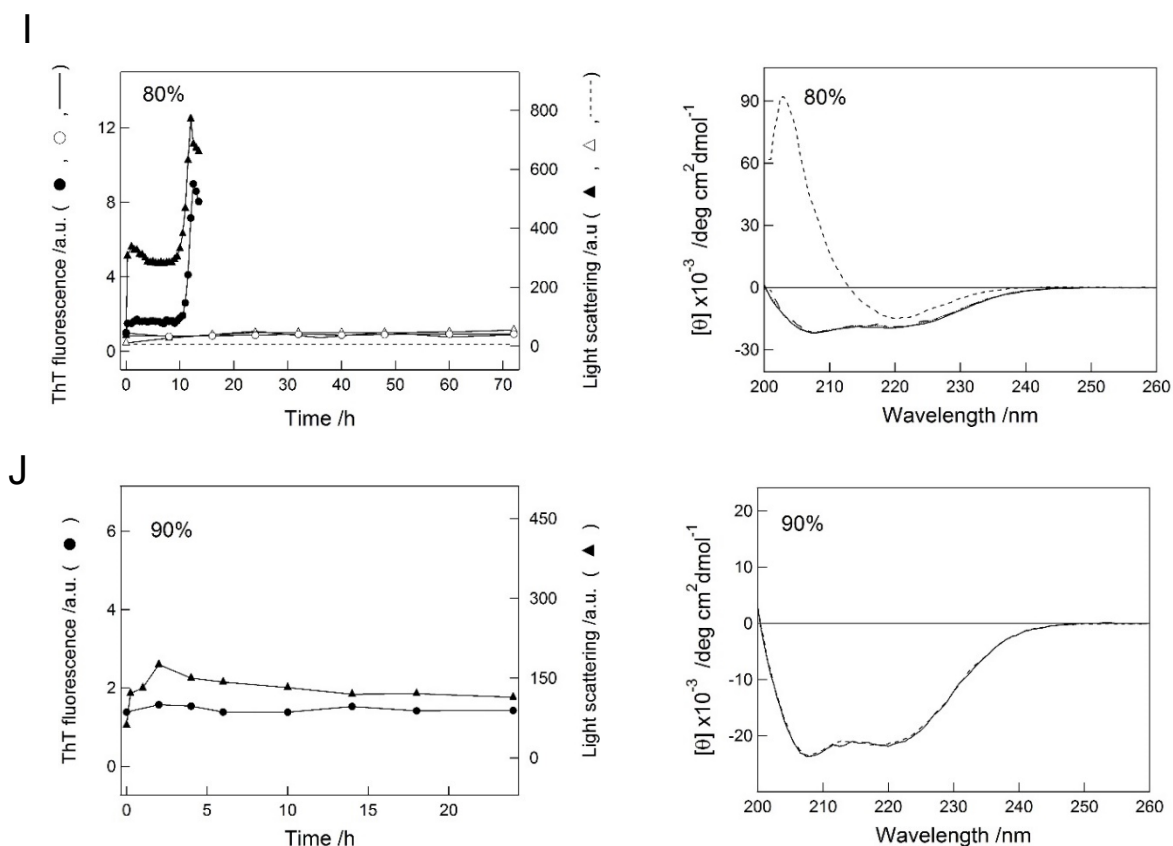 I
80%
ThT fluorescence /a.u. ( ● , ○ , — )
12
8
4
0
800
600
400
200
0
Light scattering /a.u ( ▲ , △ , ----- )
0 10 20 30 40 50 60 70
Time /h
80%
[θ] x10⁻³ /deg cm² dmol⁻¹
90
60
30
0
-30
200 210 220 230 240 250 260
Wavelength /nm
J
90%
ThT fluorescence /a.u. ( ● )
6
4
2
0
450
300
150
0
Light scattering /a.u. ( ▲ )
0 5 10 15 20
Time /h
90%
[θ] x10⁻³ /deg cm² dmol⁻¹
20
10
0
-10
-20
200 210 220 230 240 250 260
Wavelength /nm